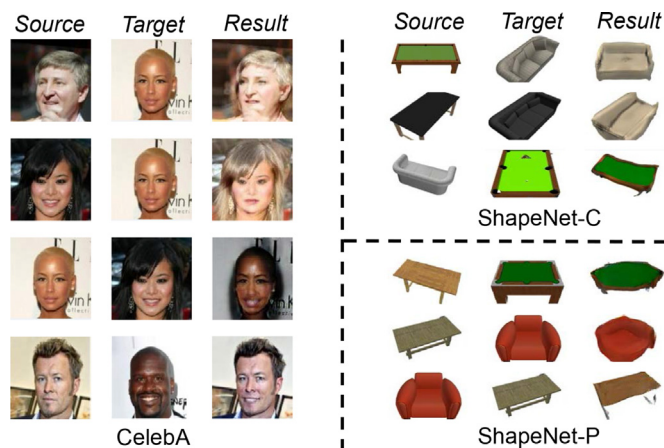 Source Target Result
Source Target Result
ShapeNet-C
ShapeNet-P
CelebA